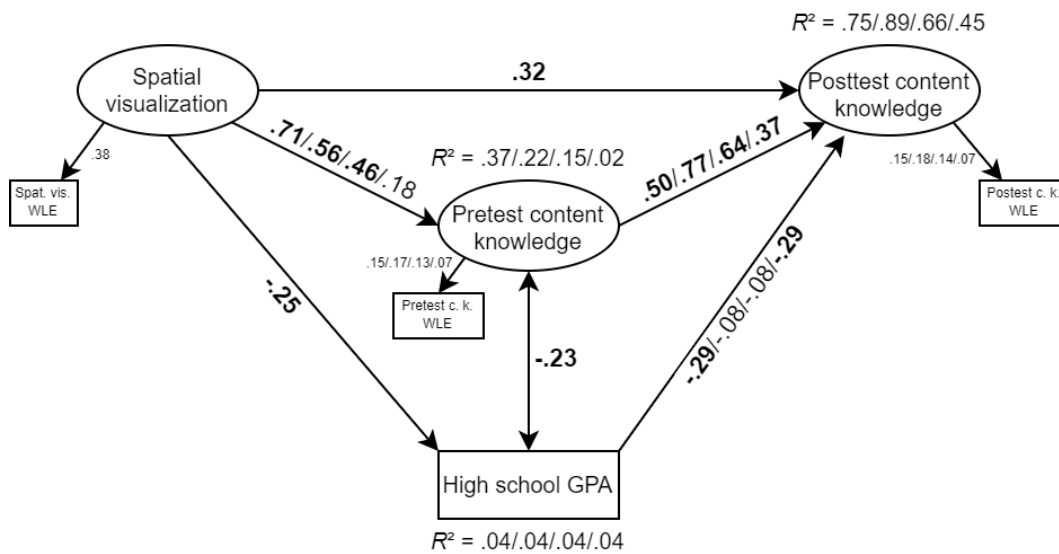 R² = .75/.89/.66/.45
Spatial
visualization
.32
Posttest content
knowledge
.38
.71/.56/.46/.18
R² = .37/.22/.15/.02
.50/.77/.64/.37
.15/.18/.14/.07
Spat. vis.
WLE
Pretest content
knowledge
Postest c. k.
WLE
.15/.17/.13/.07
Pretest c. k.
WLE
-.25
-.23
-.29/-.08/-.08/-.29
High school GPA
R² = .04/.04/.04/.04